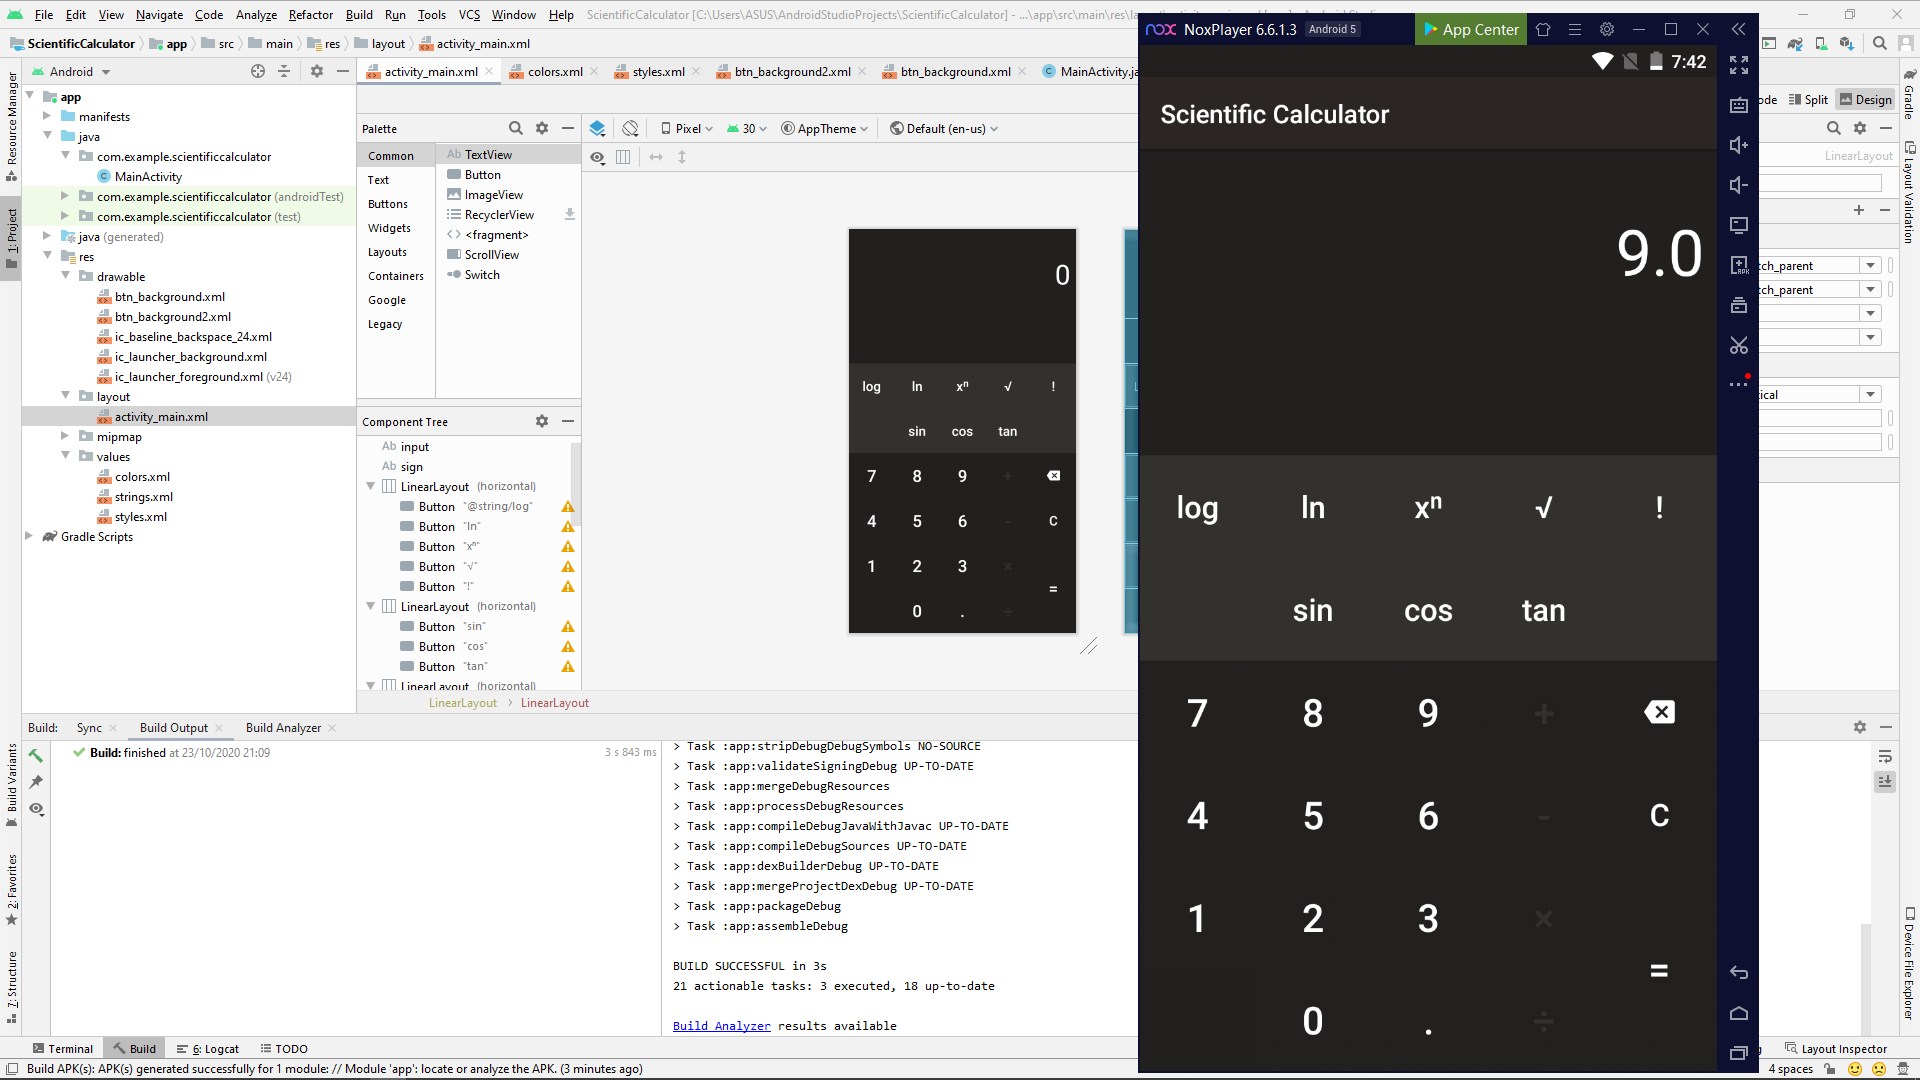 File Edit View Navigate Code Analyze Refactor Build Run Tools VCS Window Help ScientificCalculator [C:\Users\ASUS\AndroidStudioProjects\ScientificCalculator] - ...\app\src\main\res\
ScientificCalculator app src main res layout activity_main.xml
Android
activity_main.xml colors.xml styles.xml btn_background2.xml btn_background.xml MainActivity.ja
Split Design
Resource Manager
1: Project
Build Variants
2: Favorites
7: Structure
app
manifests
java
com.example.scientificcalculator
MainActivity
com.example.scientificcalculator (androidTest)
com.example.scientificcalculator (test)
java (generated)
res
drawable
btn_background.xml
btn_background2.xml
ic_baseline_backspace_24.xml
ic_launcher_background.xml
ic_launcher_foreground.xml (v24)
layout
activity_main.xml
mipmap
values
colors.xml
strings.xml
styles.xml
Gradle Scripts
Palette
Common
Text
Buttons
Widgets
Layouts
Containers
Google
Legacy
Ab TextView
Button
ImageView
RecyclerView
<> <fragment>
ScrollView
Switch
Pixel 30 AppTheme Default (en-us)
Component Tree
Ab input
Ab sign
LinearLayout (horizontal)
Button "@string/log"
Button "ln"
Button "xⁿ"
Button "√"
Button "!"
LinearLayout (horizontal)
Button "sin"
Button "cos"
Button "tan"
LinearLayout (horizontal)
LinearLayout > LinearLayout
0
log ln xⁿ √ !
sin cos tan
7 8 9 +
4 5 6 - C
1 2 3 ×
=
0 . ÷
nox NoxPlayer 6.6.1.3 Android 5 App Center
7:42
Scientific Calculator
9.0
log ln xⁿ √ !
sin cos tan
7 8 9 +
4 5 6 - C
1 2 3 ×
=
0 . ÷
LinearLayout
tch_parent
tch_parent
ical
Gradle
Layout Validation
Device File Explorer
Build: Sync Build Output Build Analyzer
Build: finished at 23/10/2020 21:09 3 s 843 ms
> Task :app:stripDebugDebugSymbols NO-SOURCE
> Task :app:validateSigningDebug UP-TO-DATE
> Task :app:mergeDebugResources
> Task :app:processDebugResources
> Task :app:compileDebugJavaWithJavac UP-TO-DATE
> Task :app:compileDebugSources UP-TO-DATE
> Task :app:dexBuilderDebug UP-TO-DATE
> Task :app:mergeProjectDexDebug UP-TO-DATE
> Task :app:packageDebug
> Task :app:assembleDebug
BUILD SUCCESSFUL in 3s
21 actionable tasks: 3 executed, 18 up-to-date
Build Analyzer results available
Terminal Build 6: Logcat TODO Layout Inspector
Build APK(s): APK(s) generated successfully for 1 module: // Module 'app': locate or analyze the APK. (3 minutes ago) 4 spaces